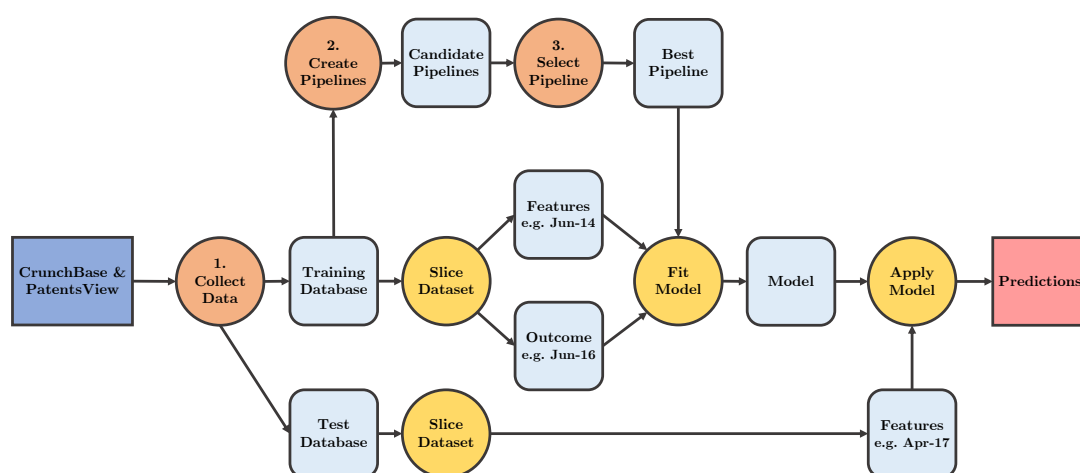 2.
Create
Pipelines
Candidate
Pipelines
3.
Select
Pipeline
Best
Pipeline
Features
e.g. Jun-14
CrunchBase &
PatentsView
1.
Collect
Data
Training
Database
Slice
Dataset
Fit
Model
Model
Apply
Model
Predictions
Outcome
e.g. Jun-16
Test
Database
Slice
Dataset
Features
e.g. Apr-17